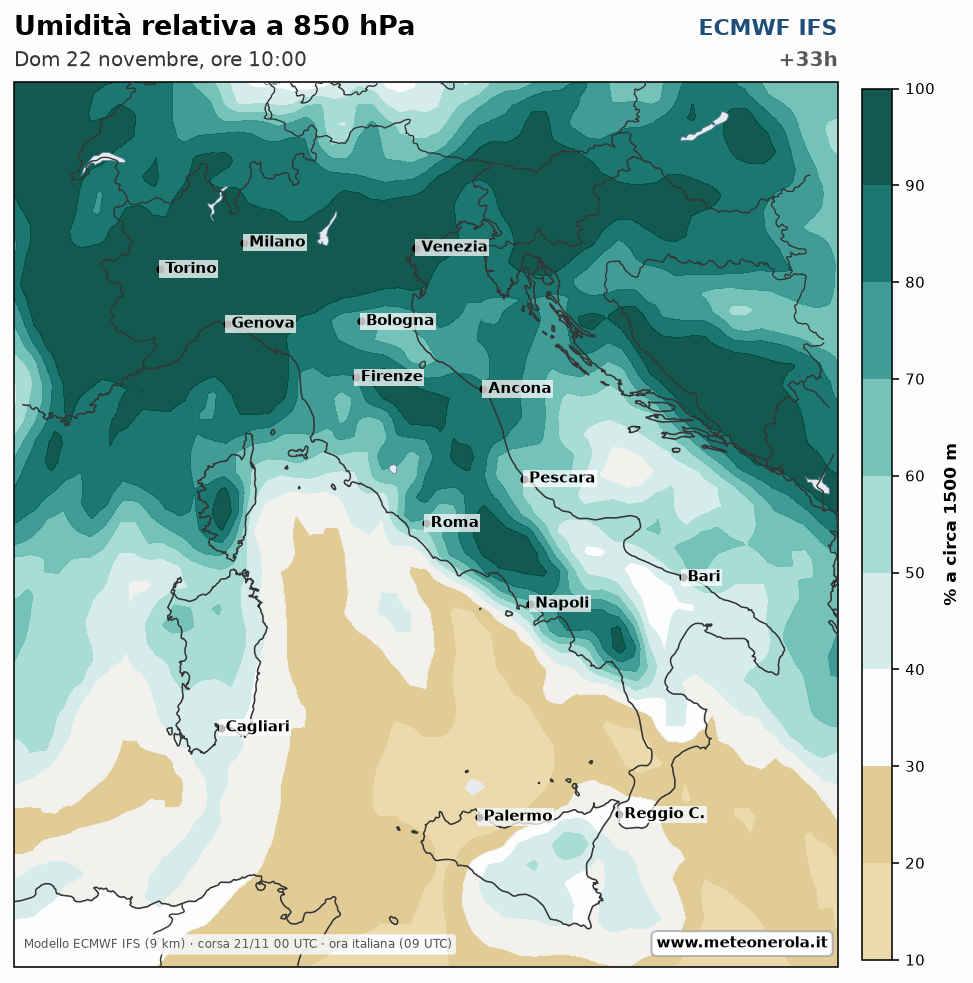 Umidità relativa a 850 hPa
ECMWF IFS
Dom 22 novembre, ore 10:00
+33h
100
90
80
70
60
50
40
30
20
10
% a circa 1500 m
Milano
Venezia
Torino
Genova
Bologna
Firenze
Ancona
Pescara
Roma
Bari
Napoli
Cagliari
Palermo
Reggio C.
Modello ECMWF IFS (9 km) · corsa 21/11 00 UTC · ora italiana (09 UTC)
www.meteonerola.it